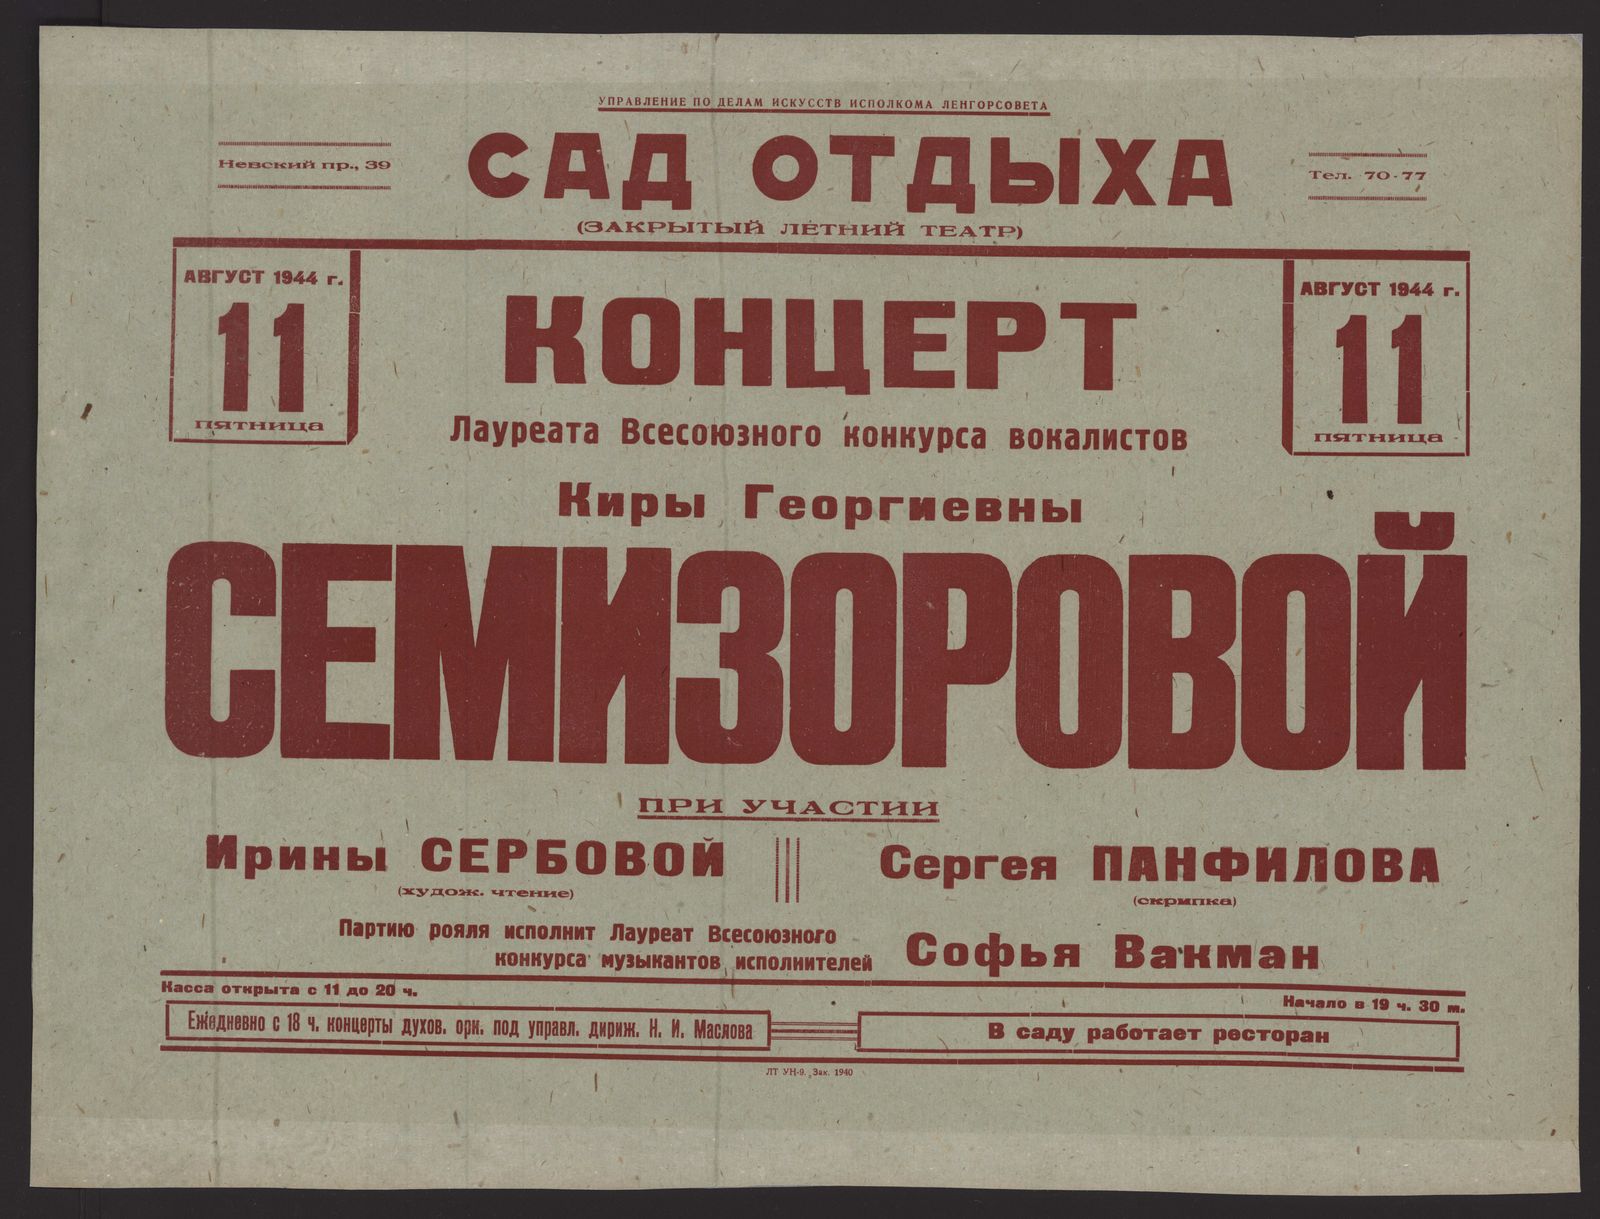 УПРАВЛЕНИЕ ПО ДЕЛАМ ИСКУССТВ ИСПОЛКОМА ЛЕНГОРСОВЕТА
Невский пр., 39
САД ОТДЫХА
Тел. 70-77
(ЗАКРЫТЫЙ ЛЕТНИЙ ТЕАТР)
АВГУСТ 1944 г.
11
ПЯТНИЦА
КОНЦЕРТ
АВГУСТ 1944 г.
11
ПЯТНИЦА
Лауреата Всесоюзного конкурса вокалистов
Киры Георгиевны
СЕМИЗОРОВОЙ
ПРИ УЧАСТИИ
Ирины СЕРБОВОЙ
(худож. чтение)
Сергея ПАНФИЛОВА
(скрипка)
Партию рояля исполнит Лауреат Всесоюзного
конкурса музыкантов исполнителей
Софья Вакман
Касса открыта с 11 до 20 ч.
Начало в 19 ч. 30 м.
Ежедневно с 18 ч. концерты духов. орк. под управл. дириж. Н. И. Маслова
В саду работает ресторан
ЛТ УН-9. Зак. 1940